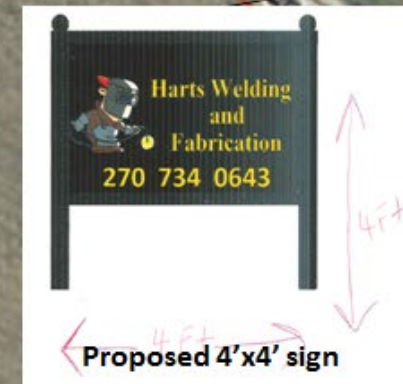 Harts Welding
and
Fabrication
270 734 0643
4Ft
4Ft
Proposed 4'x4' sign